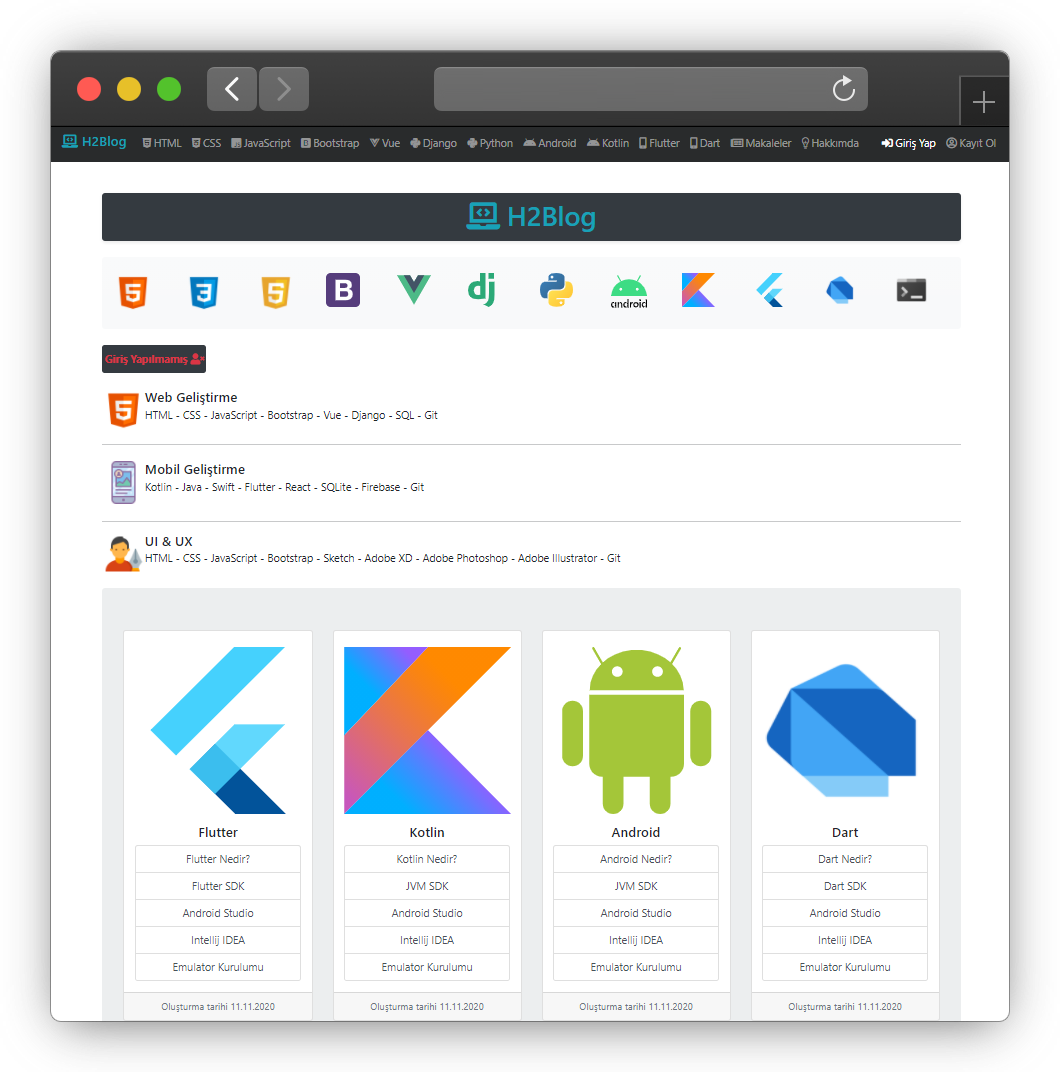 H2Blog HTML CSS JavaScript Bootstrap Vue Django Python Android Kotlin Flutter Dart Makaleler Hakkımda Giriş Yap Kayıt Ol
H2Blog
5 3 5 B dj android
Giriş Yapılmamış
Web Geliştirme
HTML - CSS - JavaScript - Bootstrap - Vue - Django - SQL - Git
Mobil Geliştirme
Kotlin - Java - Swift - Flutter - React - SQLite - Firebase - Git
UI & UX
HTML - CSS - JavaScript - Bootstrap - Sketch - Adobe XD - Adobe Photoshop - Adobe Illustrator - Git
Flutter
Flutter Nedir?
Flutter SDK
Android Studio
Intellij IDEA
Emulator Kurulumu
Oluşturma tarihi 11.11.2020
Kotlin
Kotlin Nedir?
JVM SDK
Android Studio
Intellij IDEA
Emulator Kurulumu
Oluşturma tarihi 11.11.2020
Android
Android Nedir?
JVM SDK
Android Studio
Intellij IDEA
Emulator Kurulumu
Oluşturma tarihi 11.11.2020
Dart
Dart Nedir?
Dart SDK
Android Studio
Intellij IDEA
Emulator Kurulumu
Oluşturma tarihi 11.11.2020